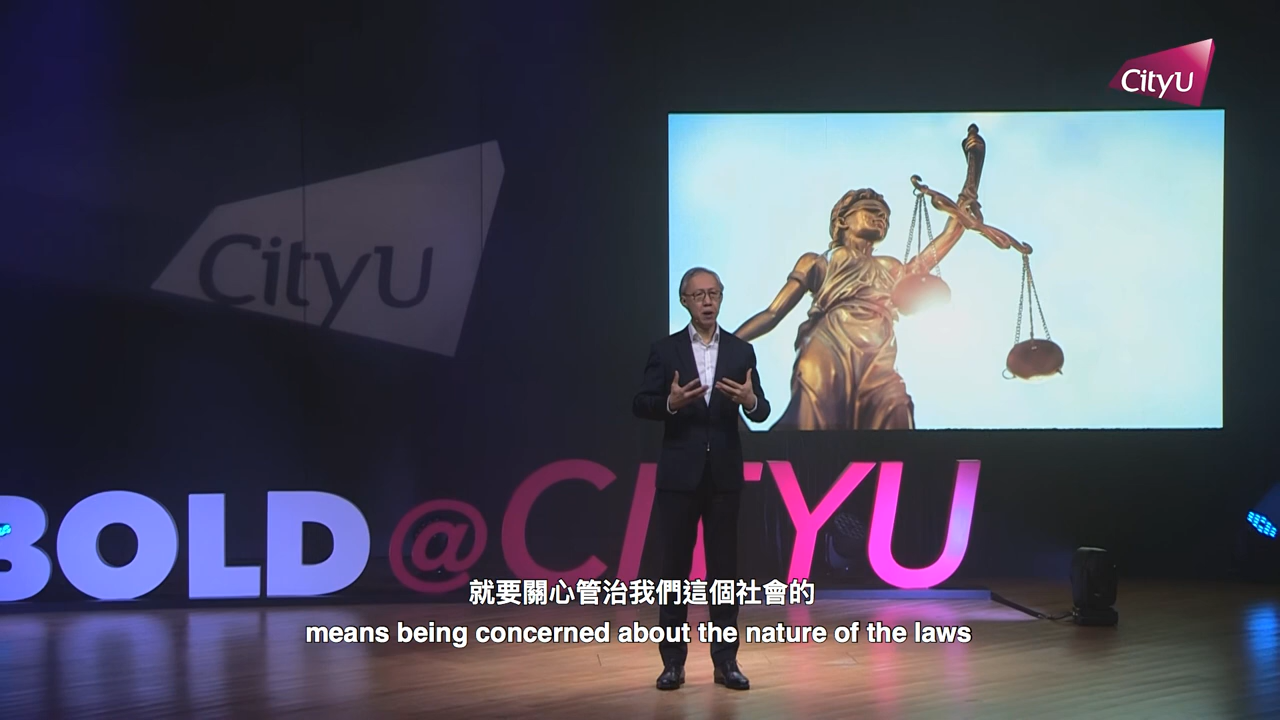 CityU
CityU
BOLD@CITYU
就要關心管治我們這個社會的
means being concerned about the nature of the laws